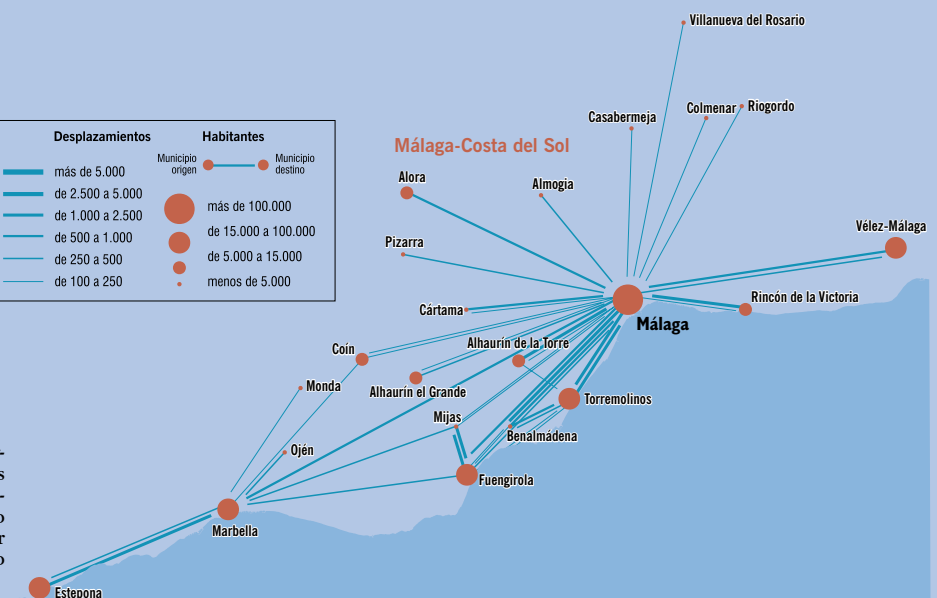 Villanueva del Rosario
Colmenar
Riogordo
Casabermeja
Málaga-Costa del Sol
Desplazamientos
Habitantes
Municipio
origen
Municipio
destino
más de 5.000
de 2.500 a 5.000
de 1.000 a 2.500
de 500 a 1.000
de 250 a 500
de 100 a 250
más de 100.000
de 15.000 a 100.000
de 5.000 a 15.000
menos de 5.000
Alora
Almogia
Pizarra
Vélez-Málaga
Cártama
Rincón de la Victoria
Málaga
Alhaurín de la Torre
Coín
Alhaurín el Grande
Monda
Torremolinos
Mijas
Benalmádena
Ojén
Fuengirola
Marbella
Estepona